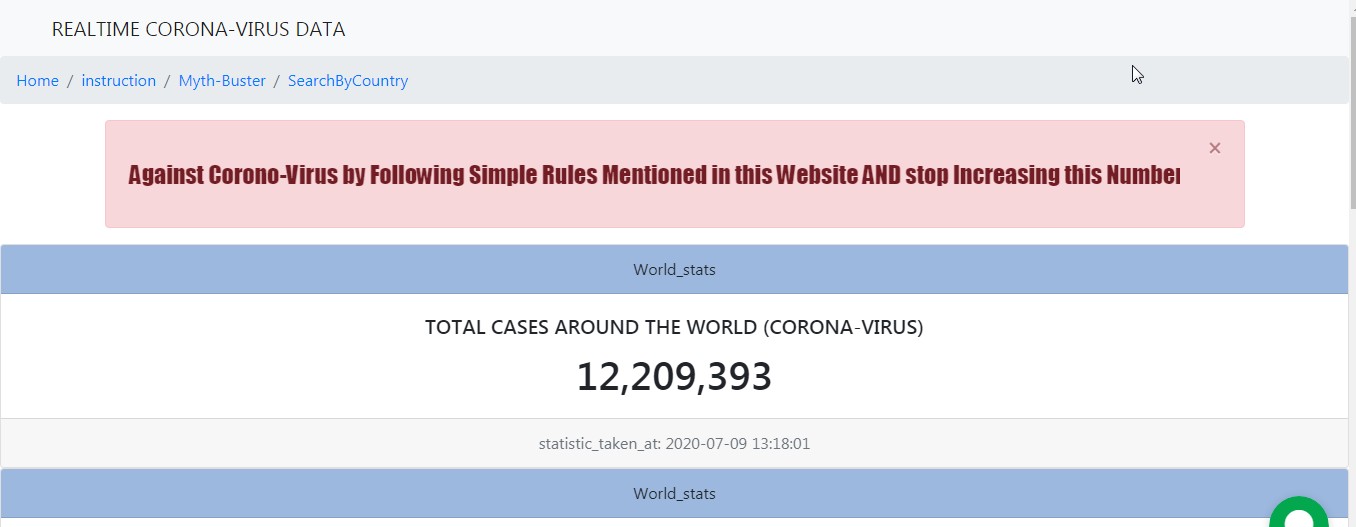 REALTIME CORONA-VIRUS DATA
Home / instruction / Myth-Buster / SearchByCountry
×
Against Corono-Virus by Following Simple Rules Mentioned in this Website AND stop Increasing this Number
World_stats
TOTAL CASES AROUND THE WORLD (CORONA-VIRUS)
12,209,393
statistic_taken_at: 2020-07-09 13:18:01
World_stats